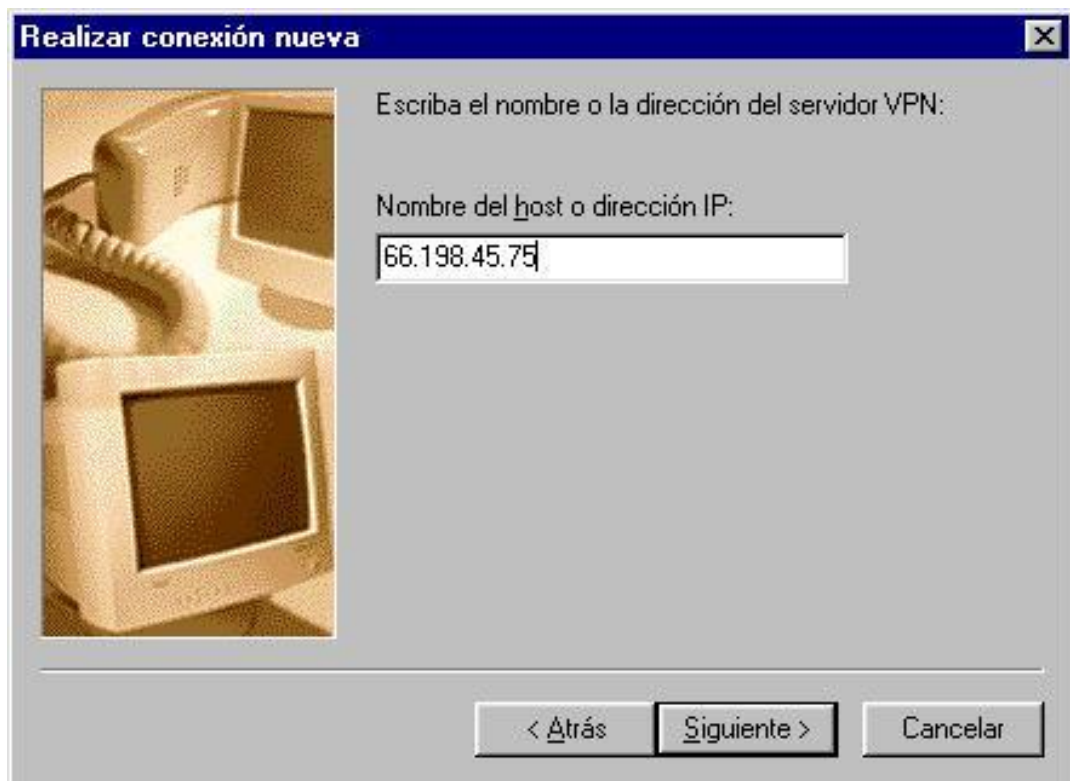 Realizar conexión nueva
Escriba el nombre o la dirección del servidor VPN:
Nombre del host o dirección IP:
66.198.45.75
< Atrás
Siguiente >
Cancelar